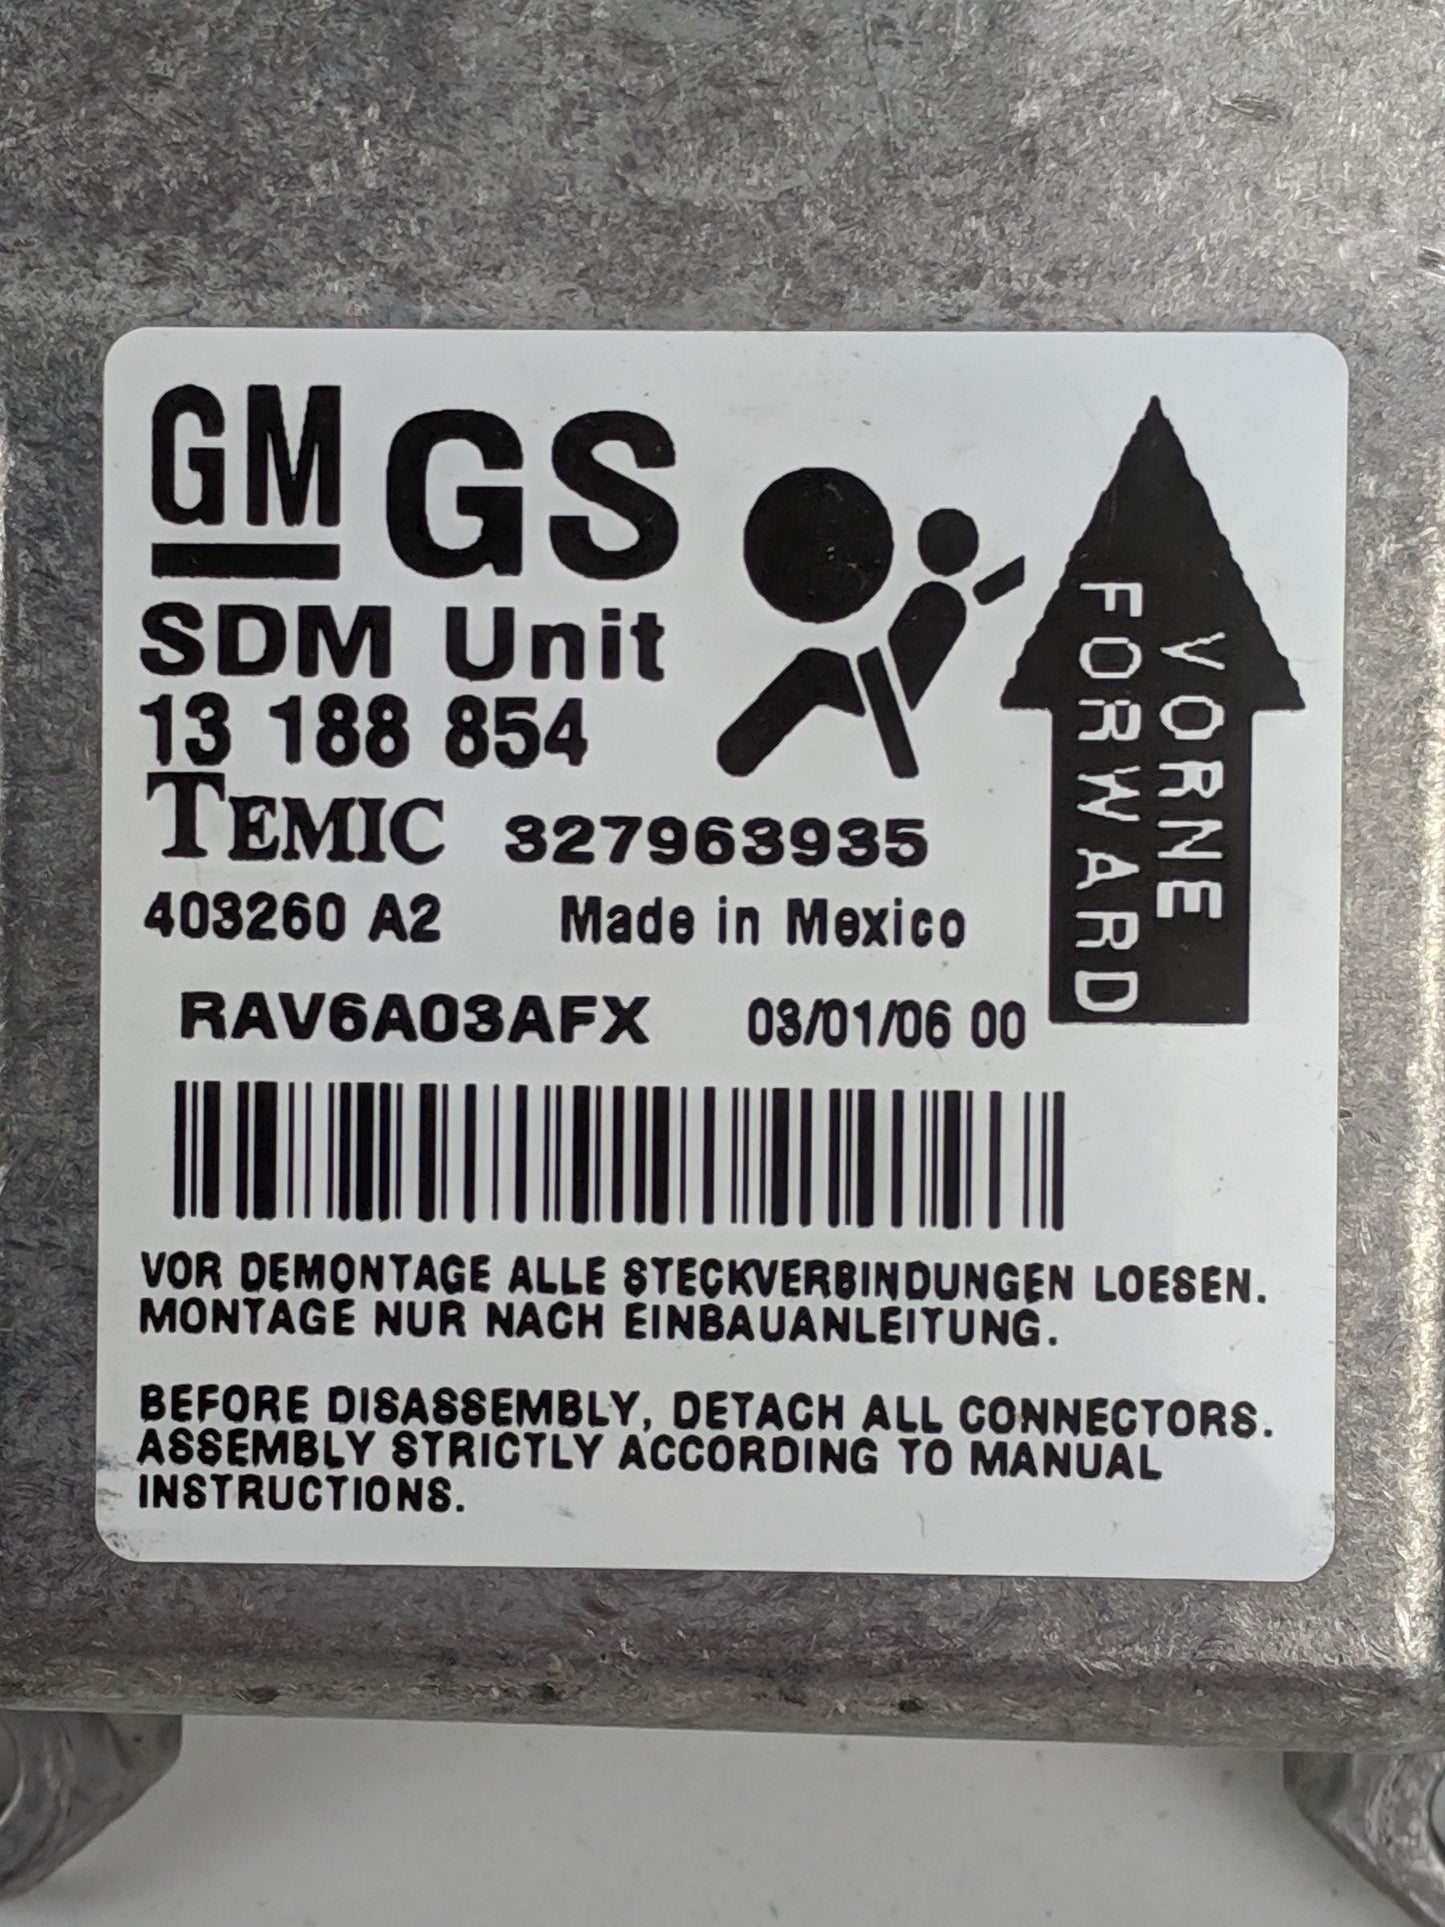 GM GS
SDM Unit
13 188 854
TEMIC 327963935
403260 A2 Made in Mexico
RAV6A03AFX 03/01/06 00
VORNE
FORWARD
VOR DEMONTAGE ALLE STECKVERBINDUNGEN LOESEN.
MONTAGE NUR NACH EINBAUANLEITUNG.
BEFORE DISASSEMBLY, DETACH ALL CONNECTORS.
ASSEMBLY STRICTLY ACCORDING TO MANUAL
INSTRUCTIONS.